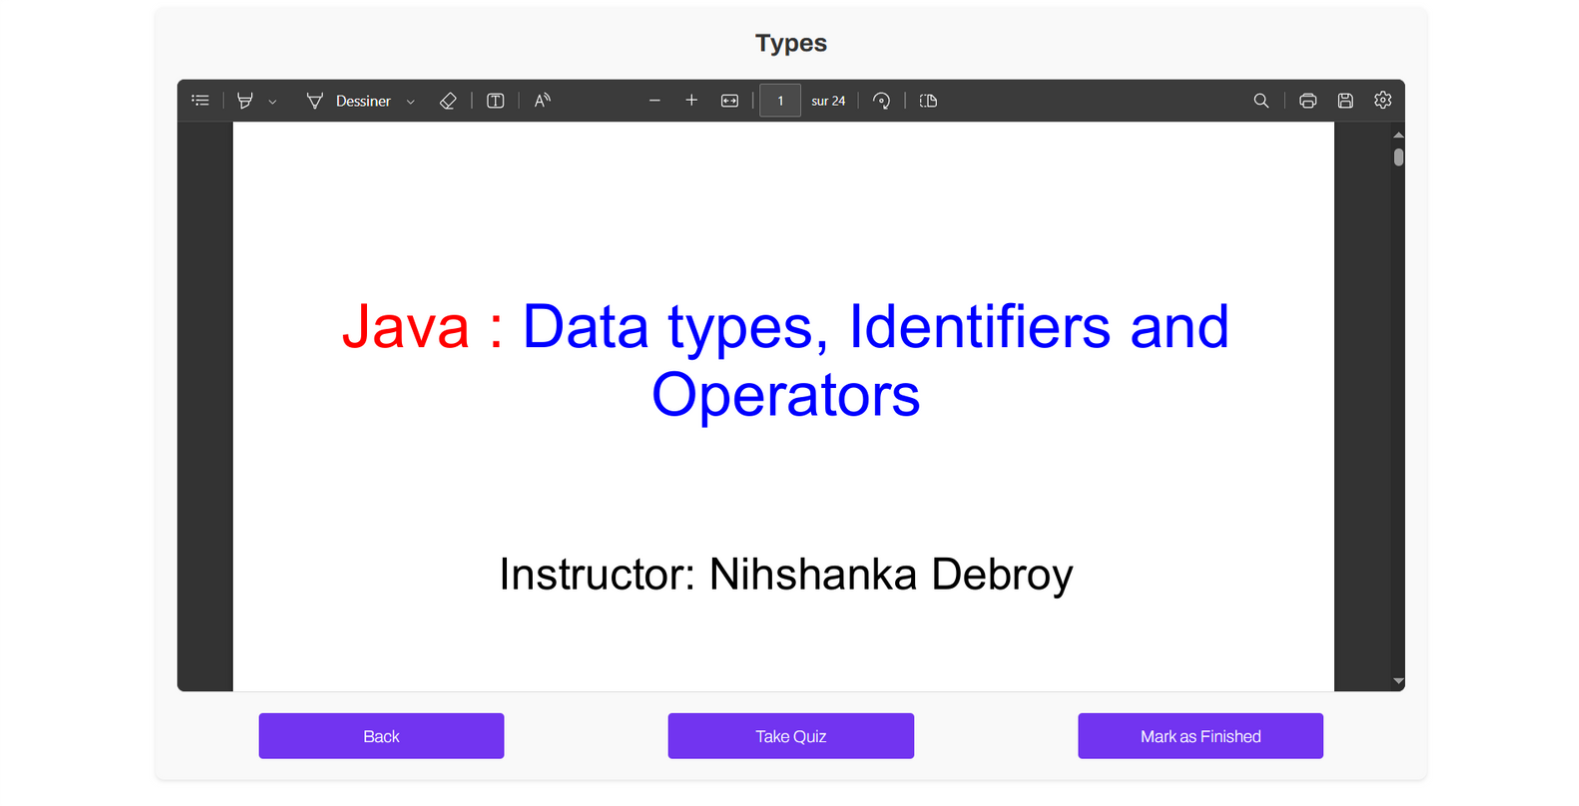 Types
Dessiner
1 sur 24
Java : Data types, Identifiers and
Operators
Instructor: Nihshanka Debroy
Back Take Quiz Mark as Finished